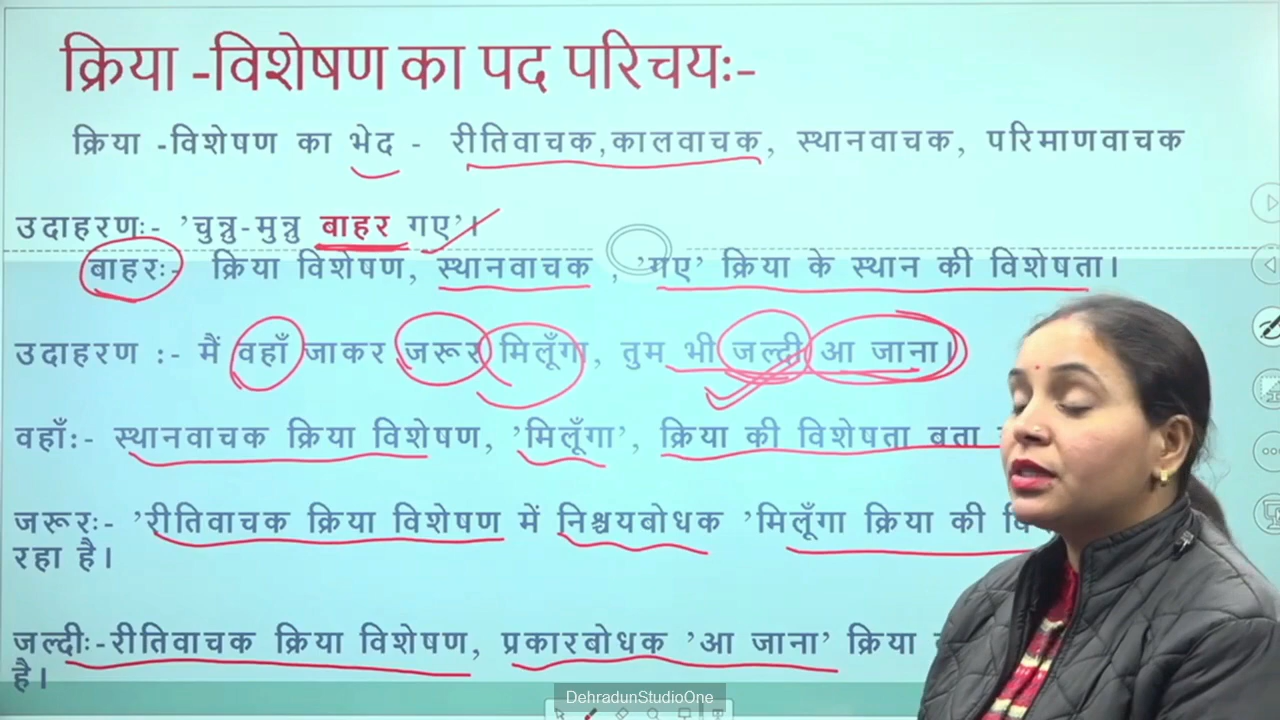 क्रिया -विशेषण का पद परिचयः-
क्रिया -विशेषण का भेद - रीतिवाचक,कालवाचक, स्थानवाचक, परिमाणवाचक
उदाहरणः- 'चुन्नु-मुन्नु बाहर गए'।
बाहरः- क्रिया विशेषण, स्थानवाचक , 'गए' क्रिया के स्थान की विशेषता।
उदाहरण :- मैं वहाँ जाकर जरूर मिलूँगा, तुम भी जल्दी आ जाना।
वहाँ:- स्थानवाचक क्रिया विशेषण, 'मिलूँगा', क्रिया की विशेषता बता
जरूरः- 'रीतिवाचक क्रिया विशेषण में निश्चयबोधक 'मिलूँगा क्रिया की
रहा है।
जल्दीः-रीतिवाचक क्रिया विशेषण, प्रकारबोधक 'आ जाना' क्रिया
है।
DehradunStudioOne